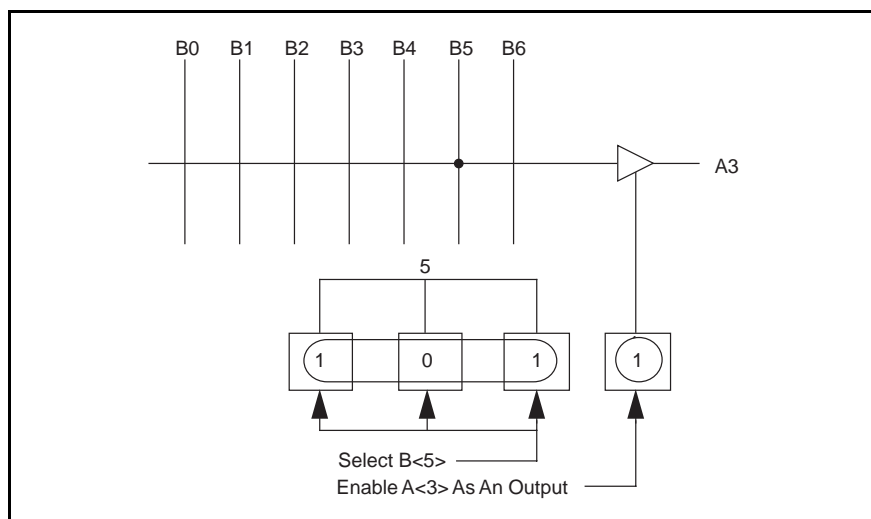 B0 B1 B2 B3 B4 B5 B6
A3
5
1 0 1 1
Select B<5>
Enable A<3> As An Output